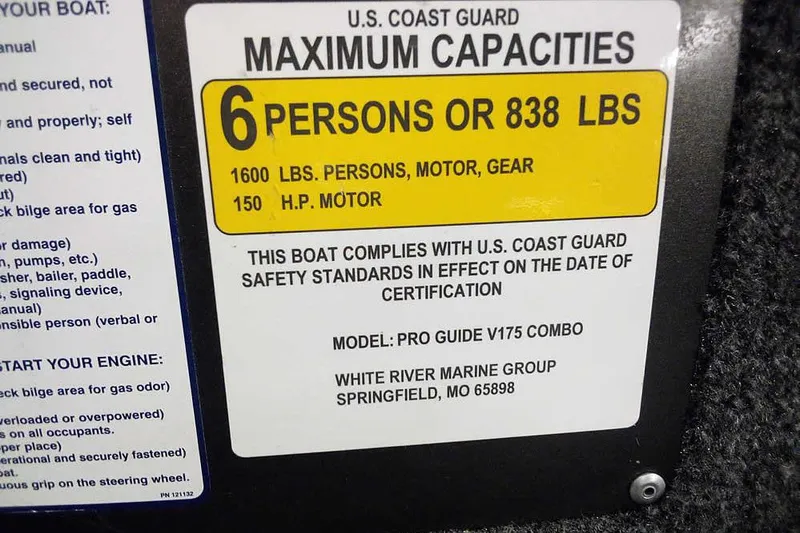 YOUR BOAT:
anual
nd secured, not
and properly; self
nals clean and tight)
red)
ut)
ck bilge area for gas
or damage)
n, pumps, etc.)
sher, bailer, paddle,
s, signaling device,
anual)
nsible person (verbal or
START YOUR ENGINE:
eck bilge area for gas odor)
verloaded or overpowered)
s on all occupants.
per place)
erational and securely fastened)
oat.
uous grip on the steering wheel.
PN 121132
U.S. COAST GUARD
MAXIMUM CAPACITIES
6 PERSONS OR 838 LBS
1600 LBS. PERSONS, MOTOR, GEAR
150 H.P. MOTOR
THIS BOAT COMPLIES WITH U.S. COAST GUARD
SAFETY STANDARDS IN EFFECT ON THE DATE OF
CERTIFICATION
MODEL: PRO GUIDE V175 COMBO
WHITE RIVER MARINE GROUP
SPRINGFIELD, MO 65898